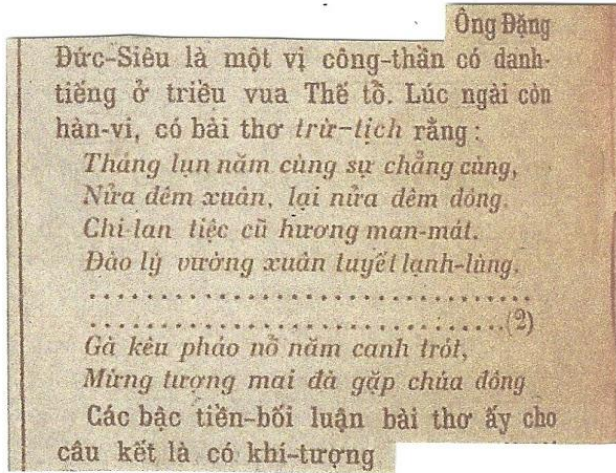 Ông Đặng
Đức-Siêu là một vị công-thần có danh-
tiếng ở triều vua Thế tổ. Lúc ngài còn
hàn-vi, có bài thơ trừ-tịch rằng:
Tháng lụn năm cùng sự chẳng cùng,
Nửa đêm xuân, lại nửa đêm đông.
Chi-lan tiệc cũ hương man-mát.
Đào lý vườn xuân tuyết lạnh-lùng.
..................................
................................(2)
Gà kêu pháo nổ năm canh trót,
Mừng tượng mai đà gặp chúa đông
Các bậc tiền-bối luận bài thơ ấy cho
câu kết là có khí-tượng